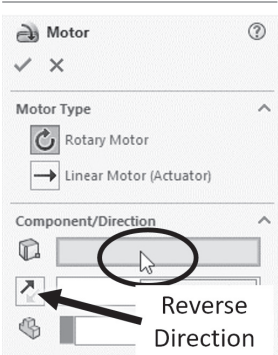 Motor
Motor Type
Rotary Motor
Linear Motor (Actuator)
Component/Direction
Reverse
Direction